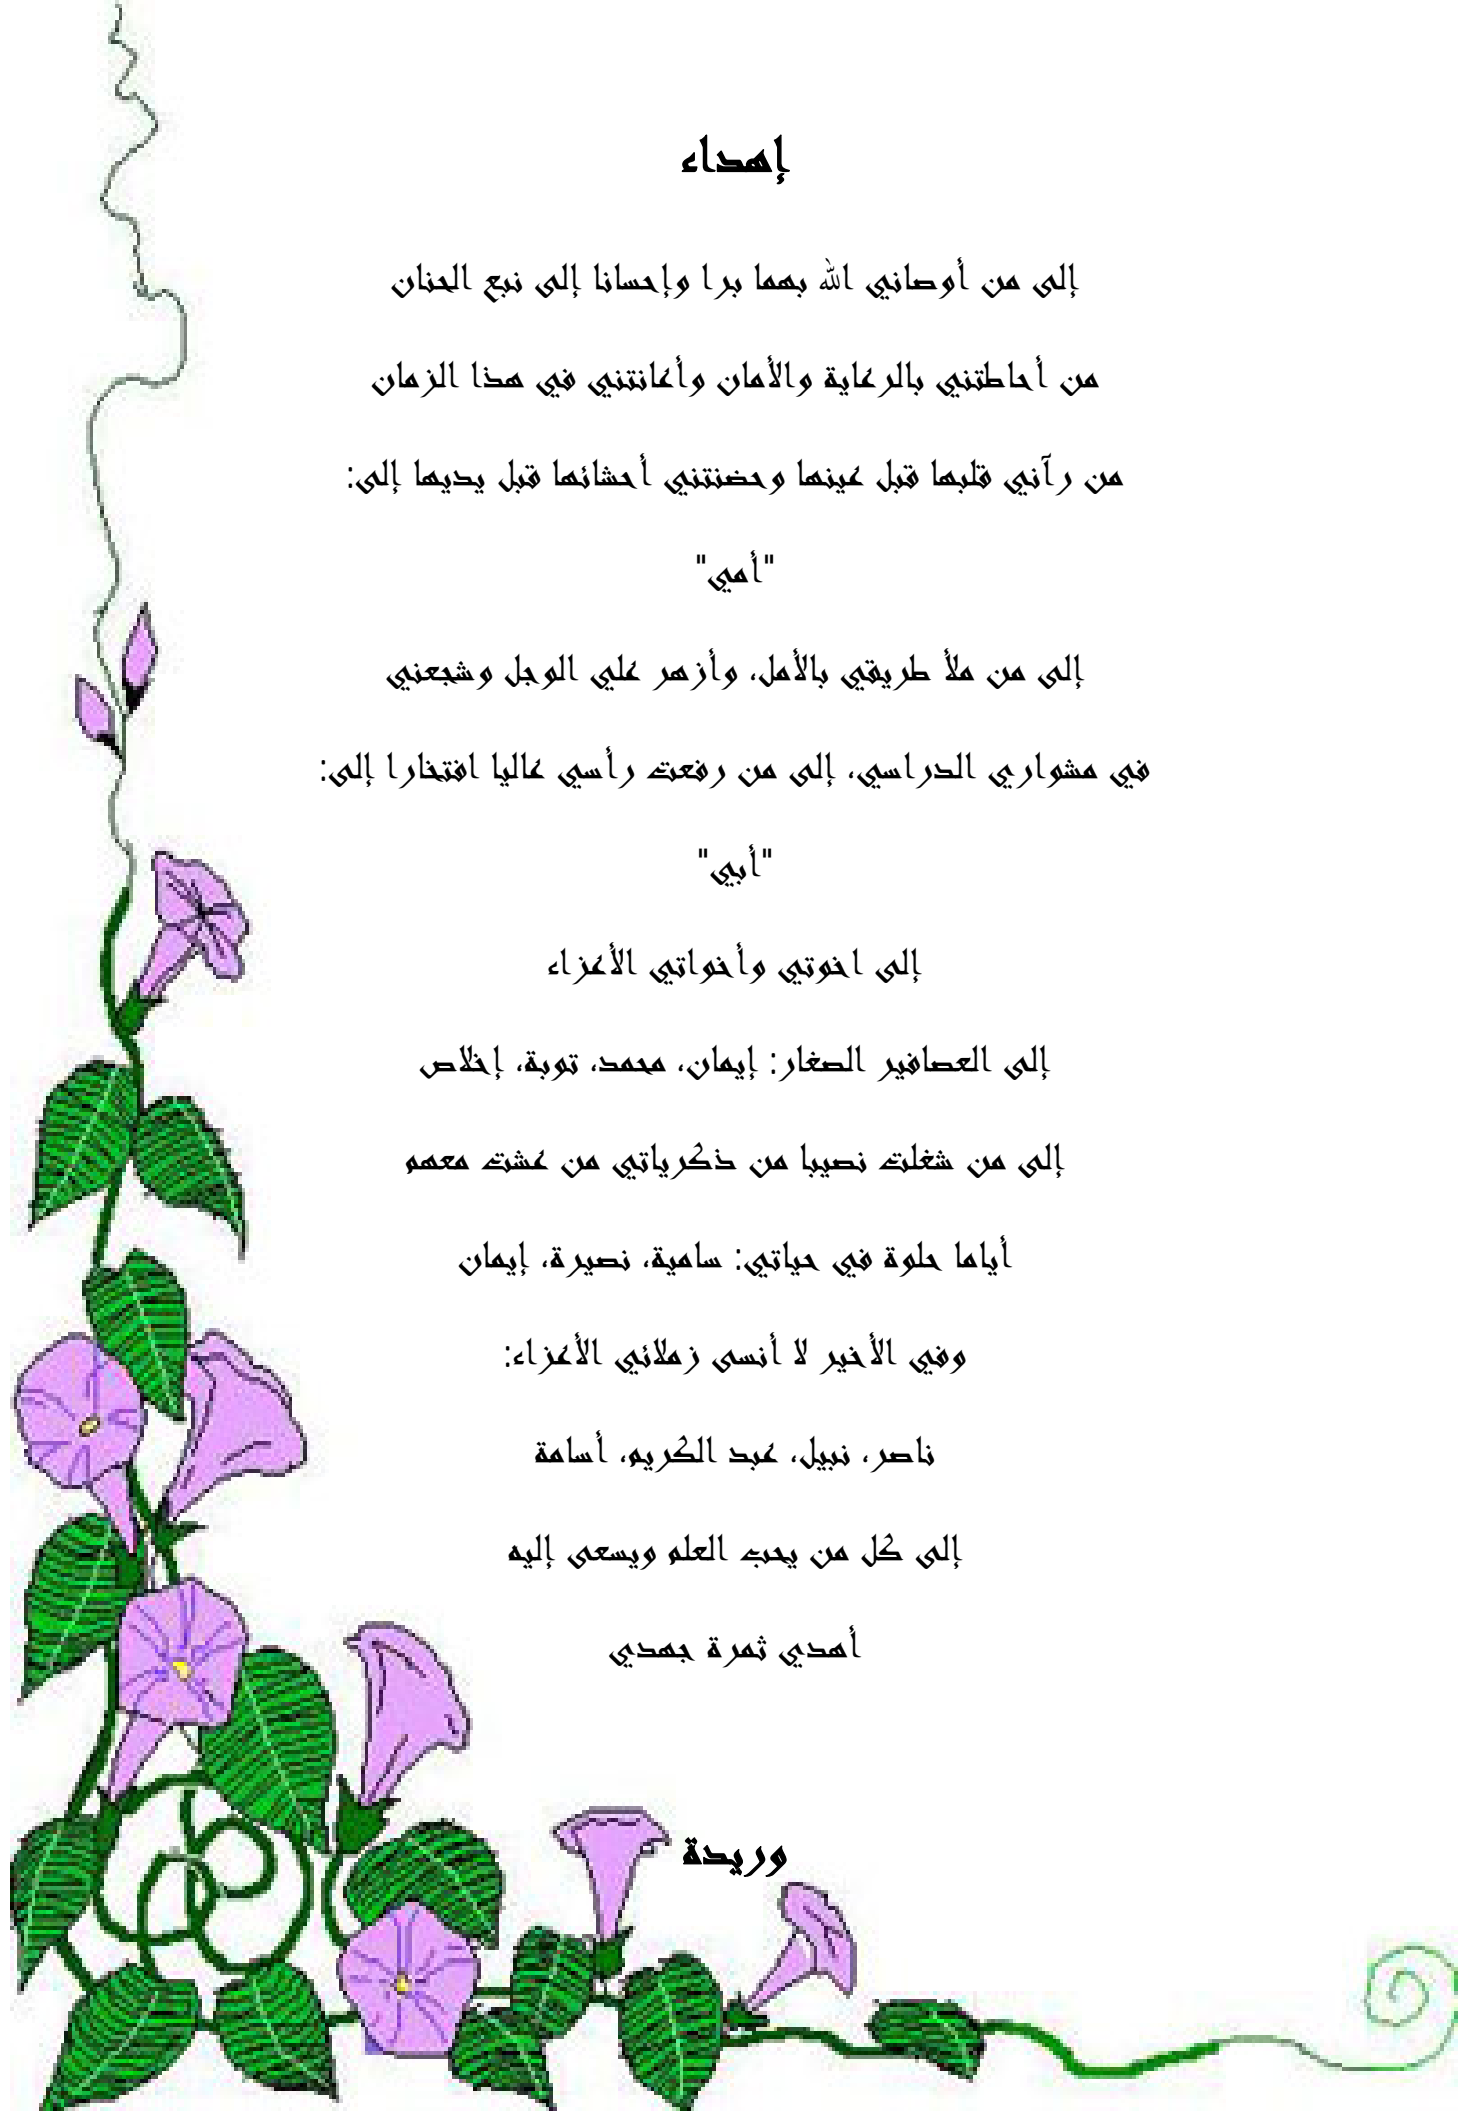 إهداء
إلى من أوصاني الله بهما برا وإحسانا إلى نبع الحنان
من أحاطتني بالرعاية والأمان وأعانتني في هذا الزمان
من رآني قلبها قبل عينها وحضنتني أحشائها قبل يديها إلى:
"أمي"
إلى من ملأ طريقي بالأمل، وأزهر علي الوجل وشجعني
في مشواري الدراسي، إلى من رفعت رأسي عاليا افتخارا إلى:
"أبي"
إلى اخوتي وأخواتي الأعزاء
إلى العصافير الصغار: إيمان، محمد، توبة، إخلاص
إلى من شغلت نصيبا من ذكرياتي من عشت معهم
أياما حلوة في حياتي: سامية، نصيرة، إيمان
وفي الأخير لا أنسى زملائي الأعزاء:
ناصر، نبيل، عبد الكريم، أسامة
إلى كل من يحب العلم ويسعى إليه
أهدي ثمرة جهدي
وريدة